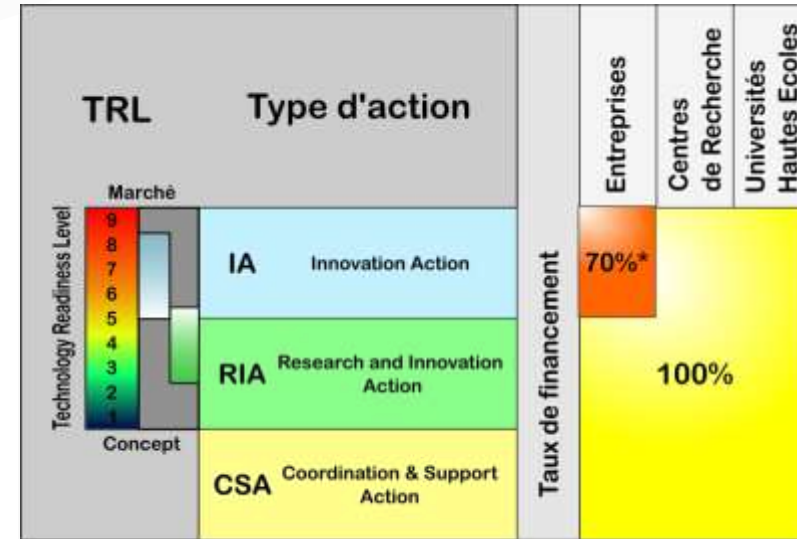 TRL
Type d'action
Entreprises
Centres
de Recherche
Universités
Hautes Ecoles
Marché
Technology Readiness Level
9
8
7
6
5
4
3
2
1
Concept
IA
Innovation Action
RIA
Research and Innovation
Action
CSA
Coordination & Support
Action
Taux de financement
70%*
100%